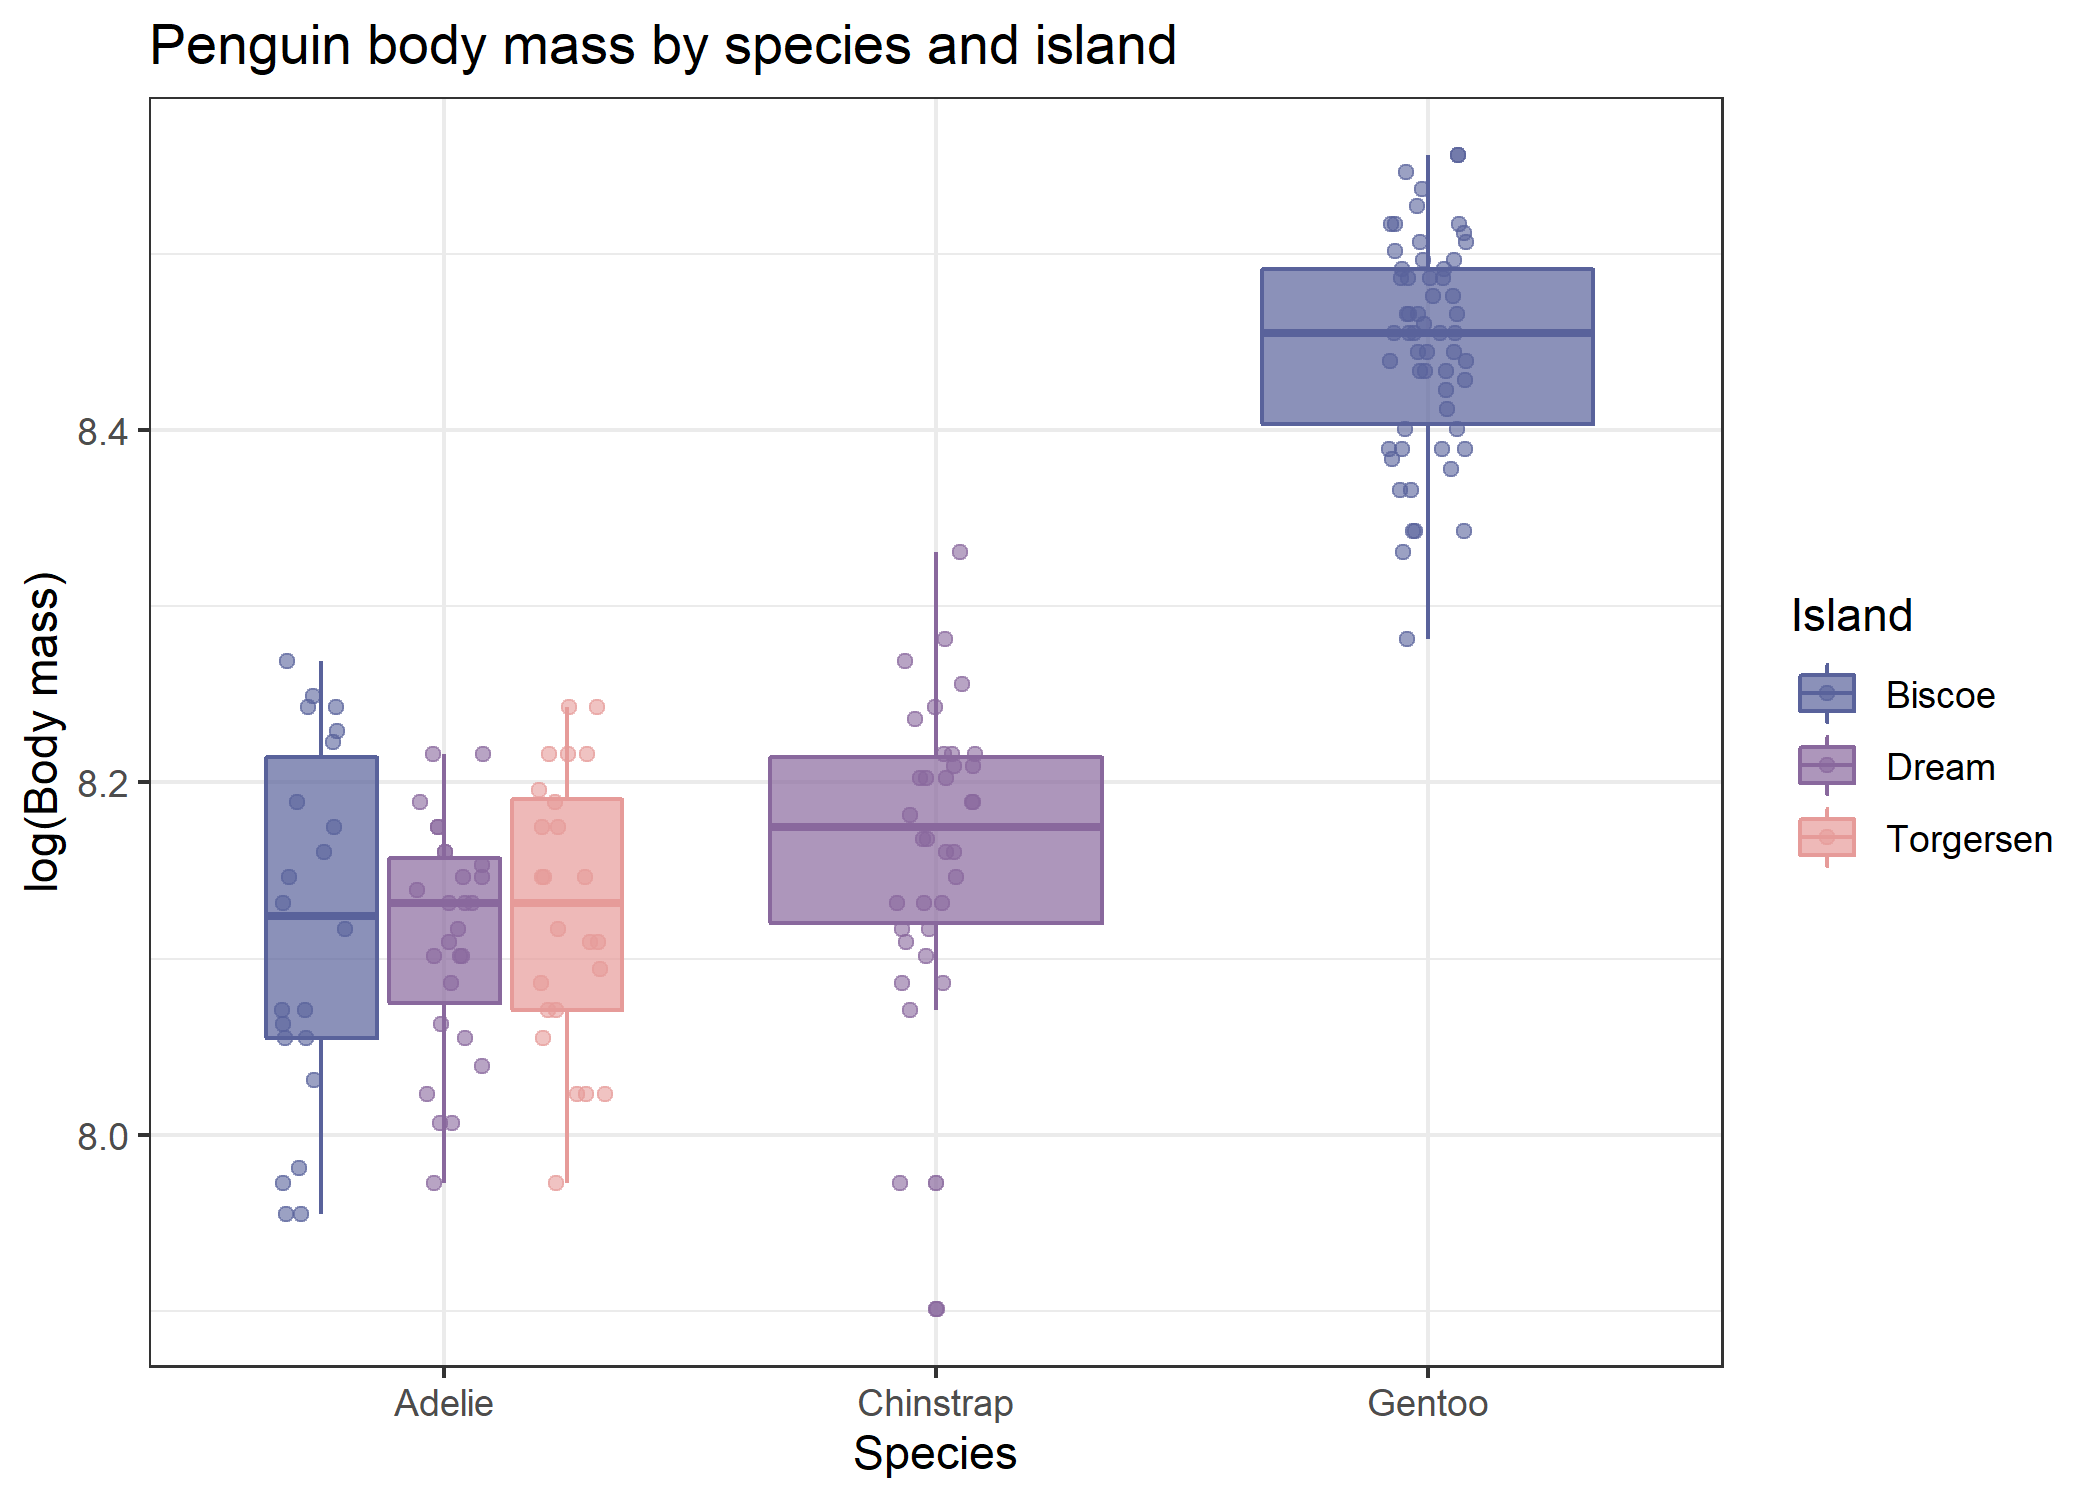 Penguin body mass by species and island
log(Body mass)
8.4
8.2
8.0
Adelie
Chinstrap
Gentoo
Species
Island
Biscoe
Dream
Torgersen